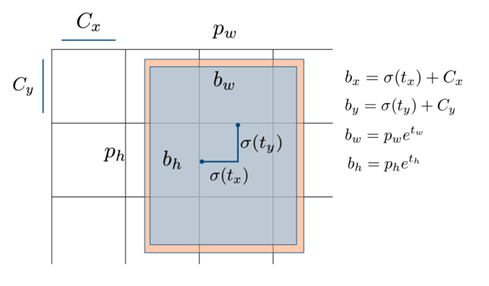 C_x
p_w
C_y
b_w
b_x = σ(t_x) + C_x
b_y = σ(t_y) + C_y
b_w = p_w e^{t_w}
b_h = p_h e^{t_h}
p_h
b_h
σ(t_y)
σ(t_x)